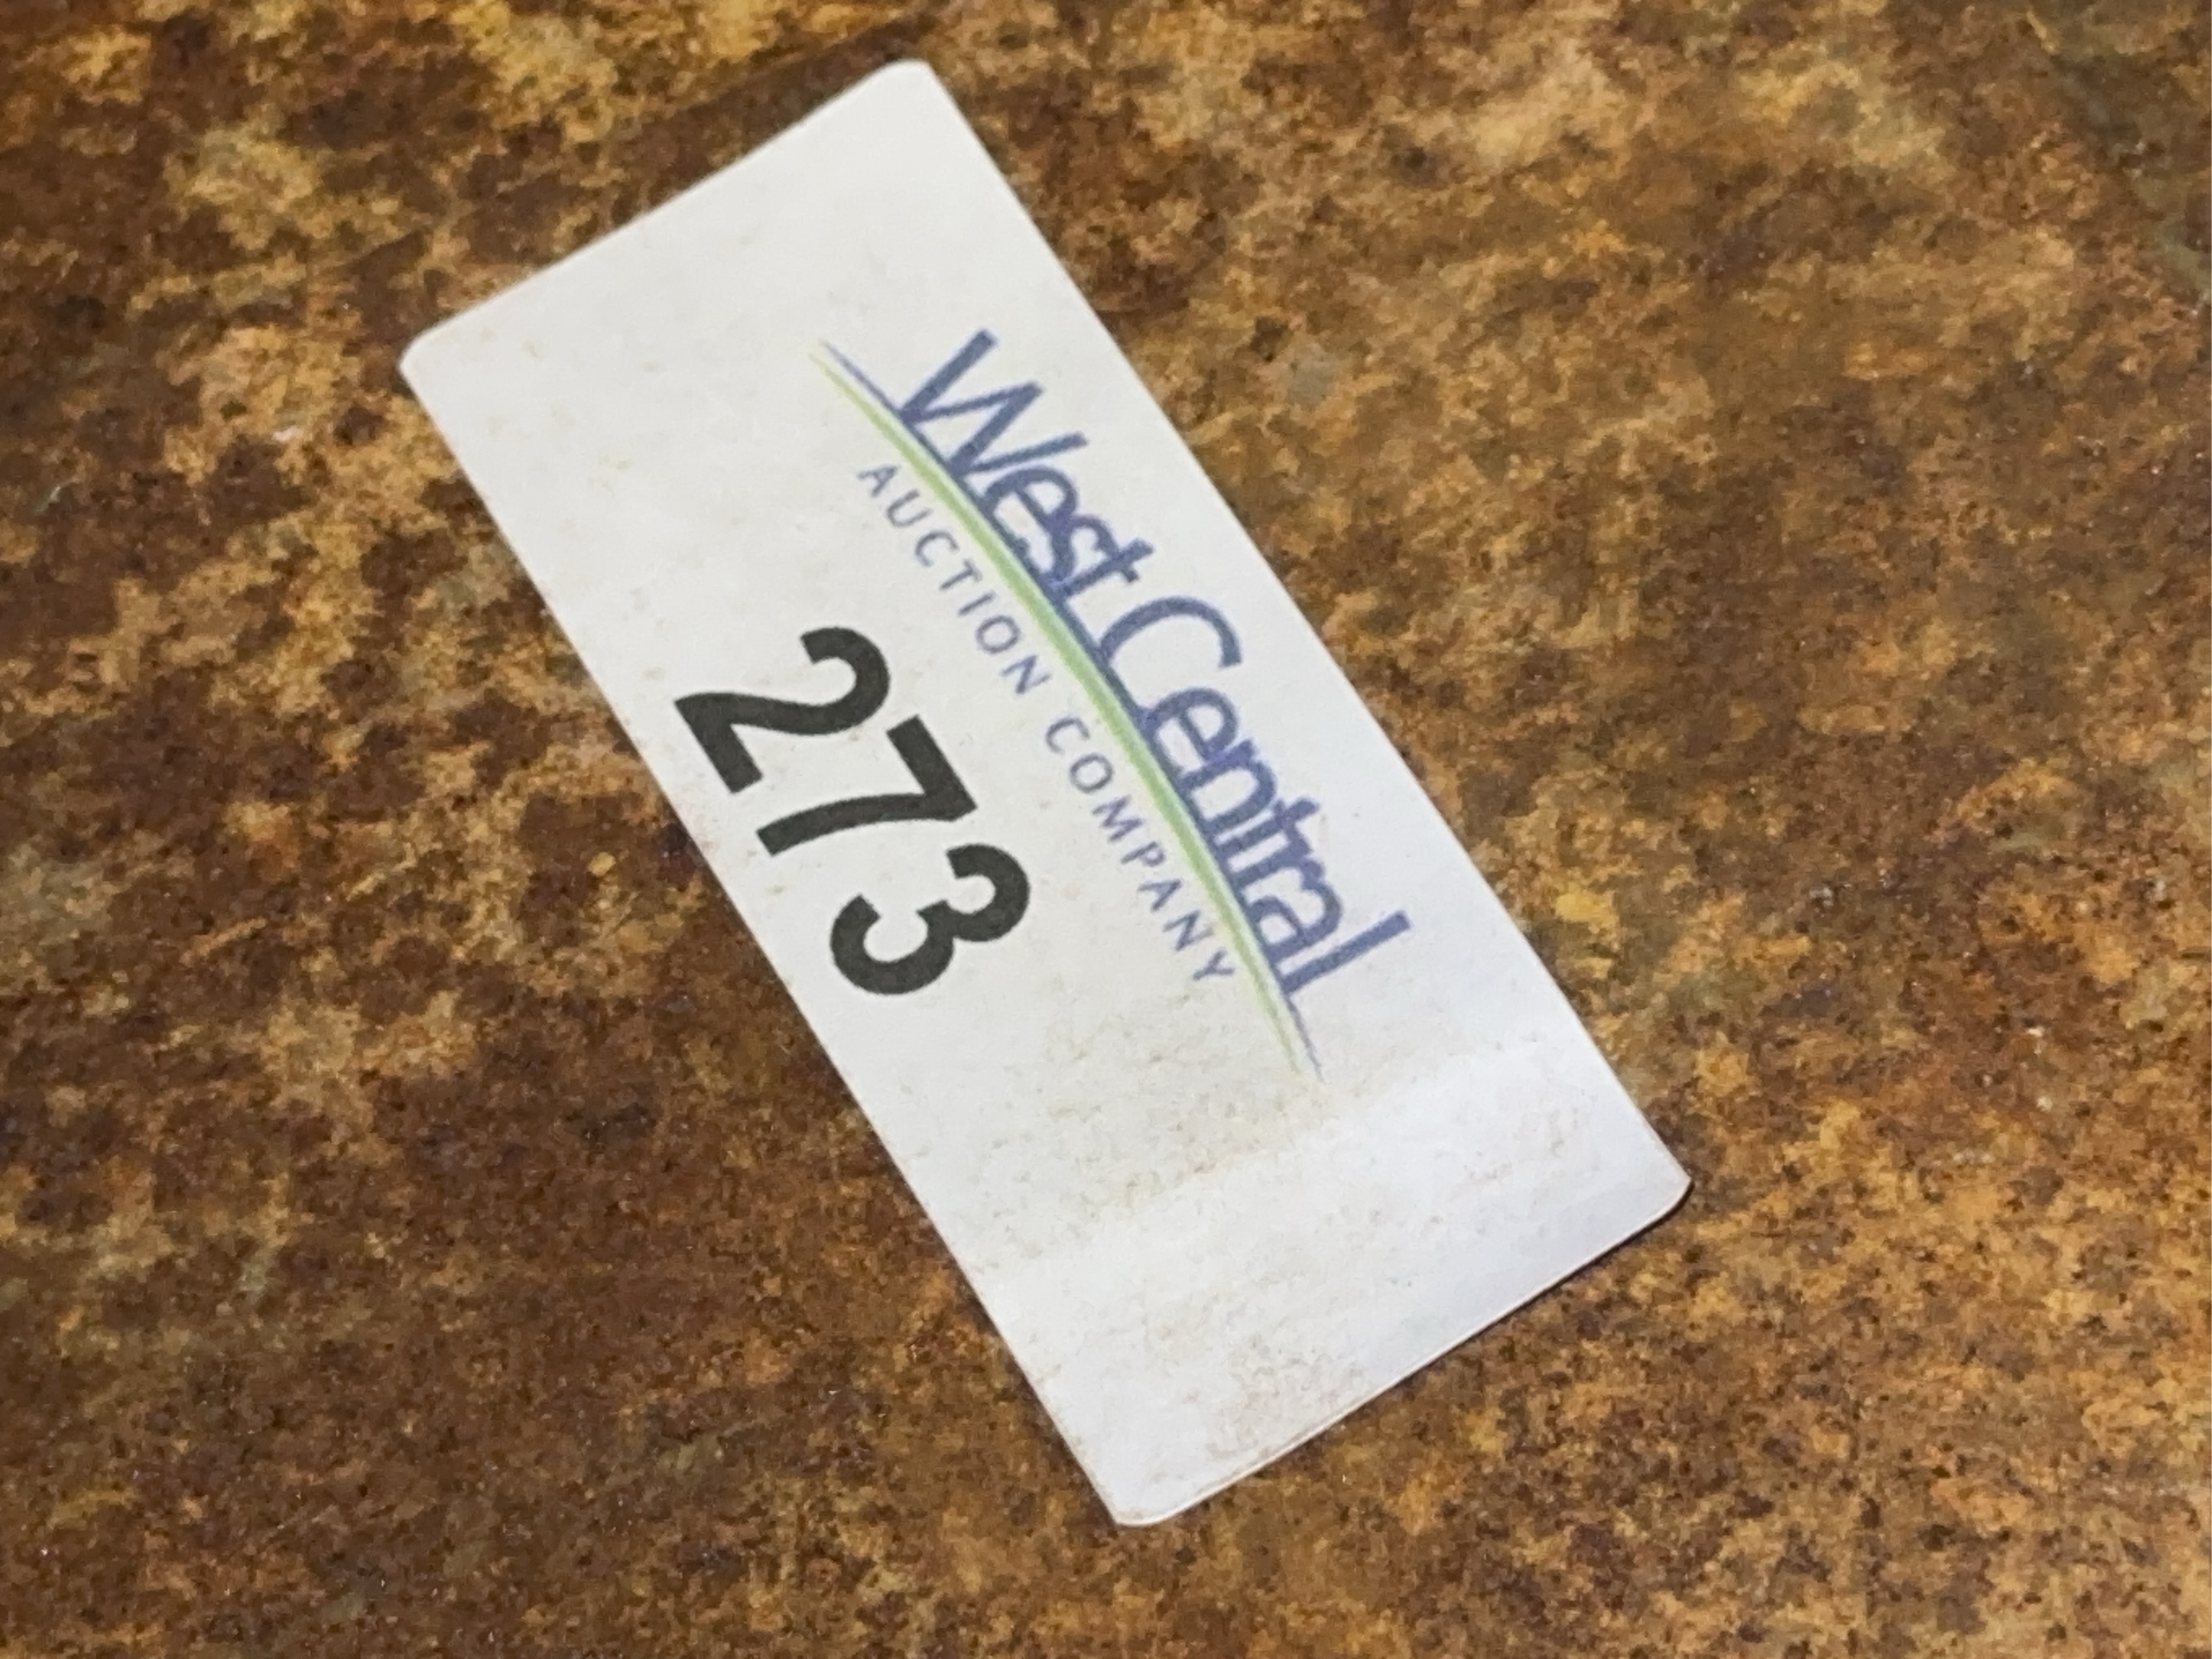 West Central
AUCTION COMPANY
273